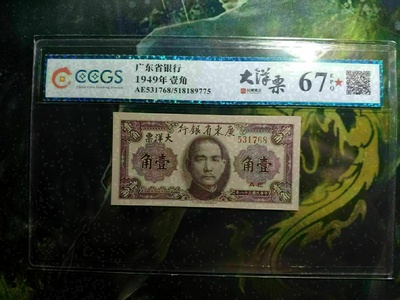 CCGS
广东省银行
1949年 壹角
AE531768/518189775
大洋票
67 EPQ ★
行銀省東廣
票洋大
531768
角壹
壹角
AE